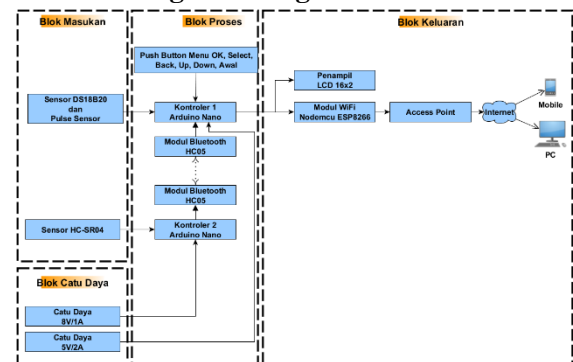 Blok Masukan
Blok Proses
Blok Keluaran
Push Button Menu OK, Select,
Back, Up, Down, Awal
Sensor DS18B20
dan
Pulse Sensor
Kontroler 1
Arduino Nano
Penampil
LCD 16x2
Modul WiFi
Nodemcu ESP8266
Access Point
Internet
Mobile
PC
Modul Bluetooth
HC05
Modul Bluetooth
HC05
Sensor HC-SR04
Kontroler 2
Arduino Nano
Blok Catu Daya
Catu Daya
8V/1A
Catu Daya
5V/2A